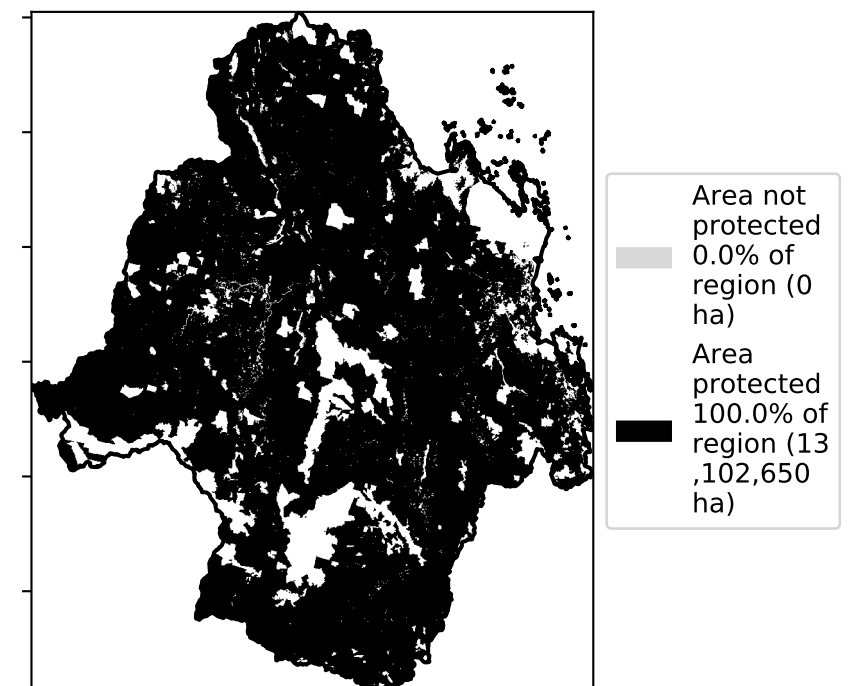 Area not
protected
0.0% of
region (0
ha)
Area
protected
100.0% of
region (13
,102,650
ha)